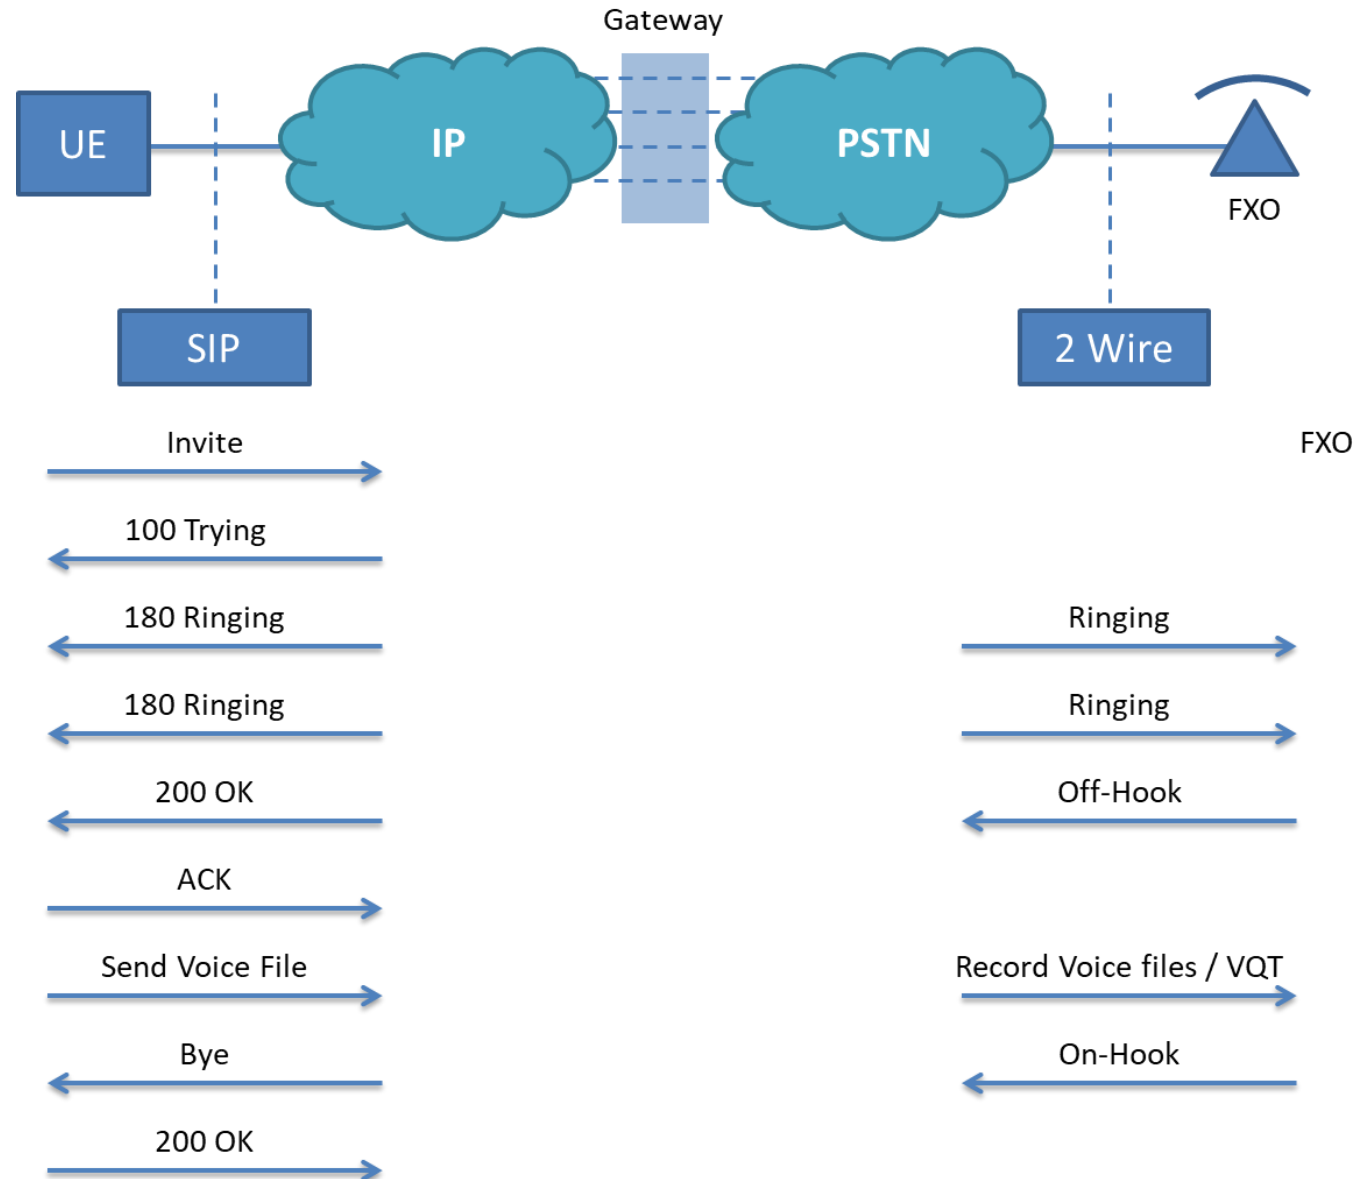 Gateway
UE
IP
PSTN
FXO
SIP
2 Wire
Invite
FXO
100 Trying
180 Ringing
Ringing
180 Ringing
Ringing
200 OK
Off-Hook
ACK
Send Voice File
Record Voice files / VQT
Bye
On-Hook
200 OK